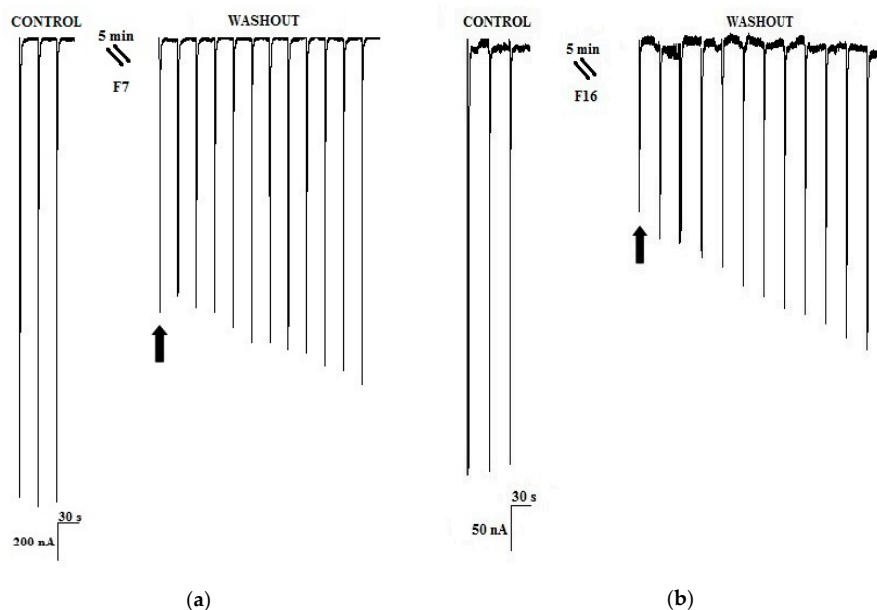 CONTROL
5 min
F7
WASHOUT
30 s
200 nA
(a)
CONTROL
5 min
F16
WASHOUT
30 s
50 nA
(b)